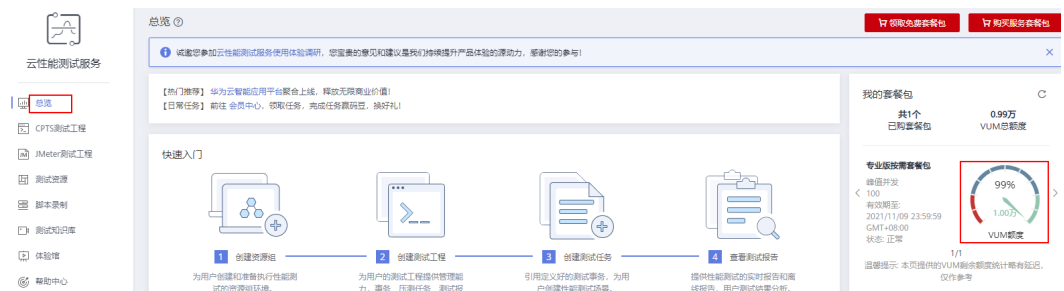 云性能测试服务
总览
CPTS测试工程
JMeter测试工程
测试资源
脚本录制
测试知识库
体验馆
帮助中心
总览
领取免费套餐包
购买服务套餐包
诚邀您参加云性能测试服务使用体验调研，您宝贵的意见和建议是我们持续提升产品体验的源动力，感谢您的参与！
【热门推荐】 华为云智能应用平台聚合上线，释放无限商业价值！
【日常任务】 前往 会员中心，领取任务，完成任务赢码豆，换好礼！
快速入门
1 创建资源组
为用户创建和准备执行性能测
试的资源组环境。
2 创建测试工程
为用户的测试工程提供管理能
力，事务、压测任务、测试报
3 创建测试任务
引用定义好的测试事务，为用
户创建性能测试场景。
4 查看测试报告
提供性能测试的实时报告和离
线报告，用户测试结果分析。
我的套餐包
共1个
已购套餐包
0.99万
VUM总额度
专业版按需套餐包
峰值并发
100
有效期至:
2021/11/09 23:59:59
GMT+08:00
状态: 正常
99%
1.00万
VUM额度
1/1
温馨提示: 本页提供的VUM剩余额度统计略有延迟，
仅作参考